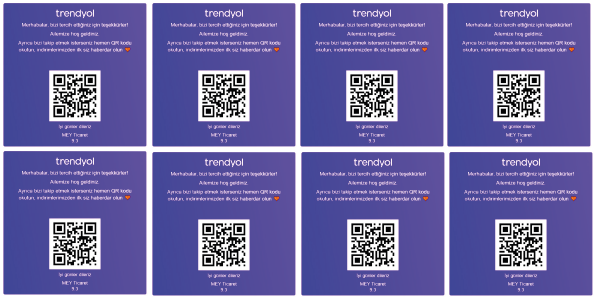 trendyol
Merhabalar, bizi tercih ettiğiniz için teşekkürler!
Ailemize hoş geldiniz.
Ayrıca bizi takip etmek isterseniz hemen QR kodu
okutun, indirimlerimizden ilk siz haberdar olun
İyi günler dileriz
MEY Ticaret
9.3
trendyol
Merhabalar, bizi tercih ettiğiniz için teşekkürler!
Ailemize hoş geldiniz.
Ayrıca bizi takip etmek isterseniz hemen QR kodu
okutun, indirimlerimizden ilk siz haberdar olun
İyi günler dileriz
MEY Ticaret
9.3
trendyol
Merhabalar, bizi tercih ettiğiniz için teşekkürler!
Ailemize hoş geldiniz.
Ayrıca bizi takip etmek isterseniz hemen QR kodu
okutun, indirimlerimizden ilk siz haberdar olun
İyi günler dileriz
MEY Ticaret
9.3
trendyol
Merhabalar, bizi tercih ettiğiniz için teşekkürler!
Ailemize hoş geldiniz.
Ayrıca bizi takip etmek isterseniz hemen QR kodu
okutun, indirimlerimizden ilk siz haberdar olun
İyi günler dileriz
MEY Ticaret
9.3
trendyol
Merhabalar, bizi tercih ettiğiniz için teşekkürler!
Ailemize hoş geldiniz.
Ayrıca bizi takip etmek isterseniz hemen QR kodu
okutun, indirimlerimizden ilk siz haberdar olun
İyi günler dileriz
MEY Ticaret
9.3
trendyol
Merhabalar, bizi tercih ettiğiniz için teşekkürler!
Ailemize hoş geldiniz.
Ayrıca bizi takip etmek isterseniz hemen QR kodu
okutun, indirimlerimizden ilk siz haberdar olun
İyi günler dileriz
MEY Ticaret
9.3
trendyol
Merhabalar, bizi tercih ettiğiniz için teşekkürler!
Ailemize hoş geldiniz.
Ayrıca bizi takip etmek isterseniz hemen QR kodu
okutun, indirimlerimizden ilk siz haberdar olun
İyi günler dileriz
MEY Ticaret
9.3
trendyol
Merhabalar, bizi tercih ettiğiniz için teşekkürler!
Ailemize hoş geldiniz.
Ayrıca bizi takip etmek isterseniz hemen QR kodu
okutun, indirimlerimizden ilk siz haberdar olun
İyi günler dileriz
MEY Ticaret
9.3